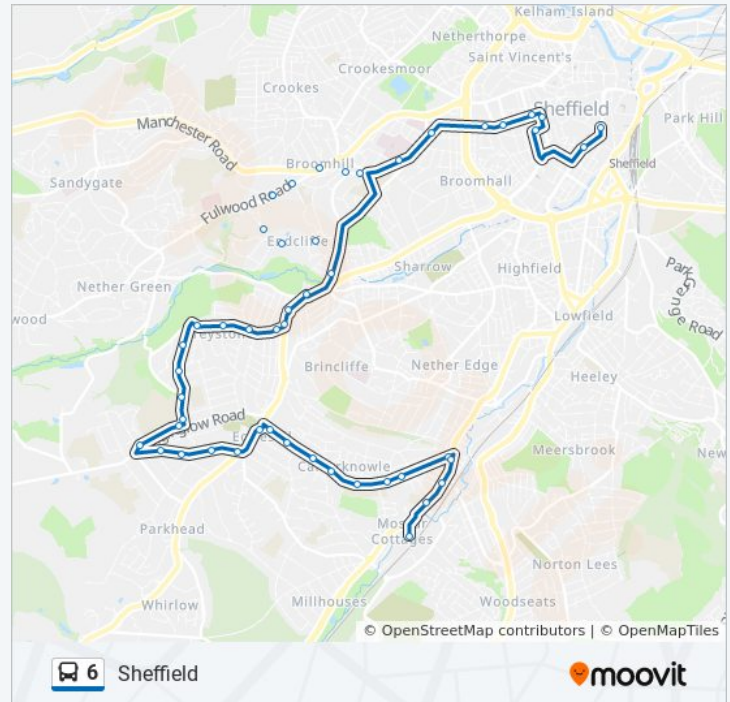 Kelham Island
Netherthorpe
Saint Vincent's
Crookesmoor
Crookes
Sheffield
Park Hill
Manchester Road
Broomhill
Sheffield
Sandygate
Broomhall
Fulwood Road
Endcliffe
Sharrow
Highfield
Nether Green
wood
Lowfield
Park Grange Road
Brincliffe
Nether Edge
Heeley
glow Road
Meersbrook
New
Parkhead
Cottages
Norton Lees
Whirlow
Millhouses
Woodseats
© OpenStreetMap contributors | © OpenMapTiles
6 Sheffield
moovit